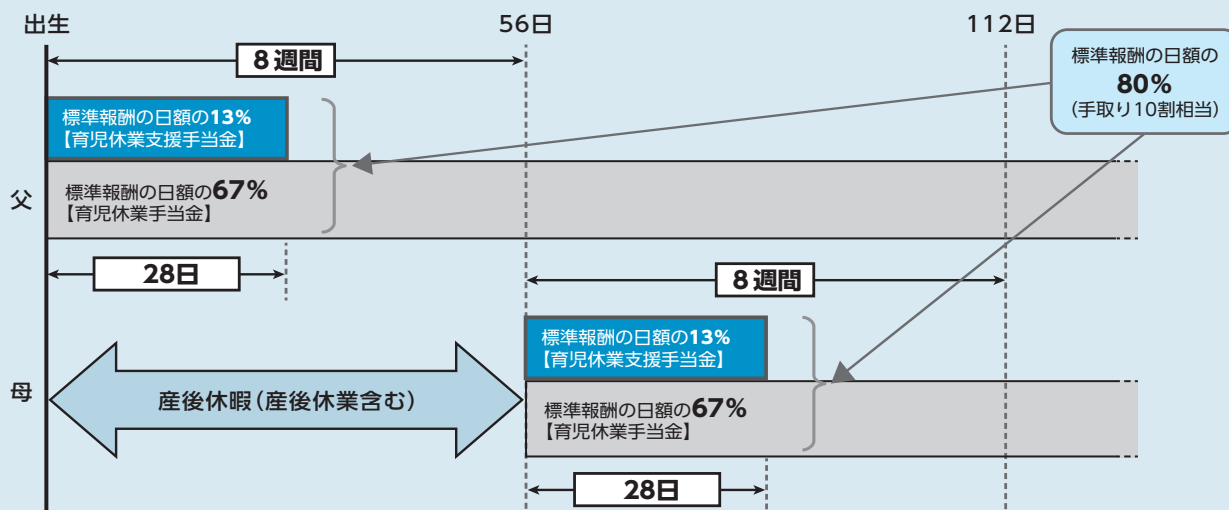 出生
56日
112日
8週間
標準報酬の日額の
80%
(手取り10割相当)
標準報酬の日額の13%
【育児休業支援手当金】
父
標準報酬の日額の67%
【育児休業手当金】
28日
8週間
標準報酬の日額の13%
【育児休業支援手当金】
母
産後休暇(産後休業含む)
標準報酬の日額の67%
【育児休業手当金】
28日